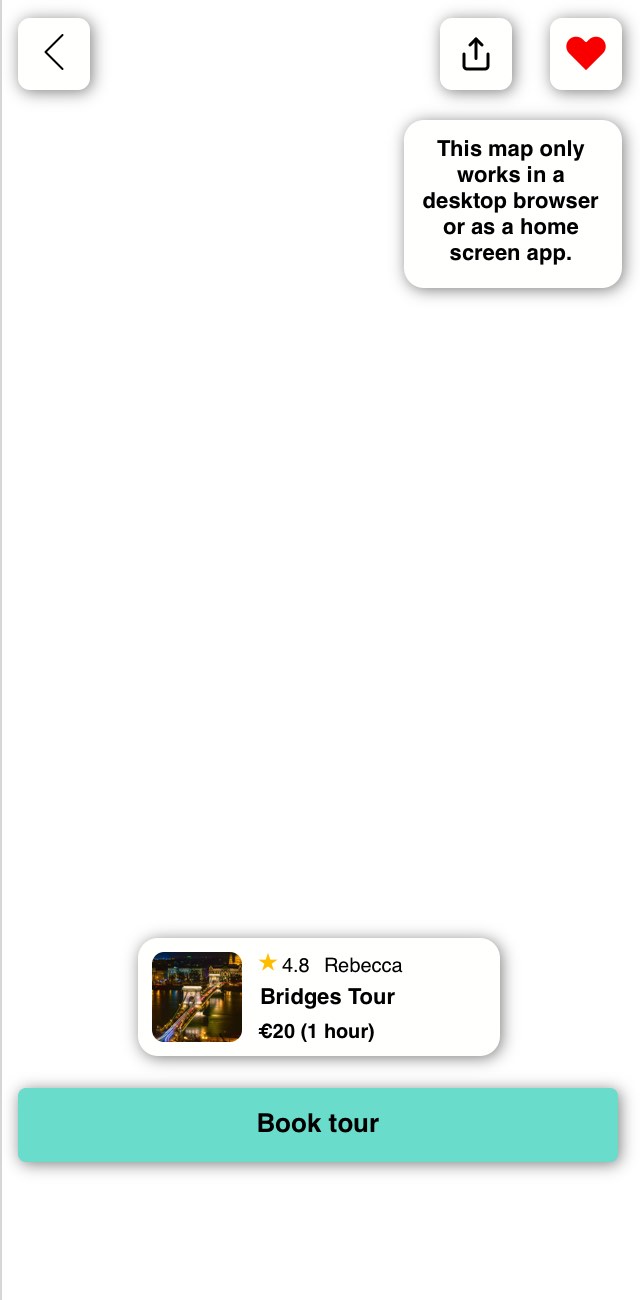 This map only
works in a
desktop browser
or as a home
screen app.
4.8 Rebecca
Bridges Tour
€20 (1 hour)
Book tour